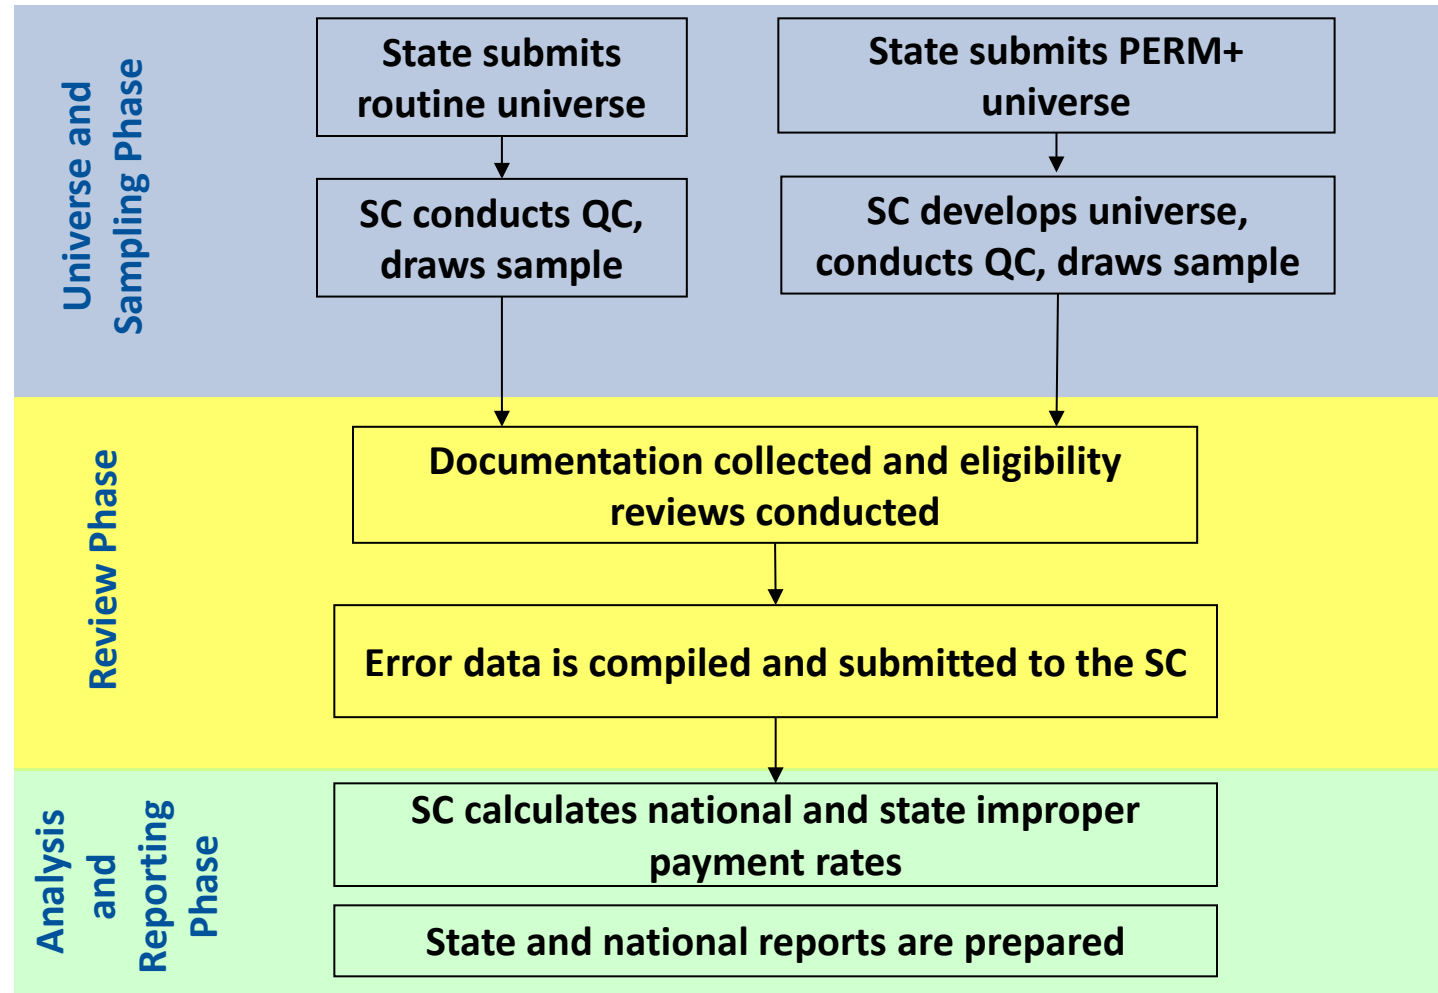 Universe and
Sampling Phase
State submits
routine universe
State submits PERM+
universe
SC conducts QC,
draws sample
SC develops universe,
conducts QC, draws sample
Review Phase
Documentation collected and eligibility
reviews conducted
Error data is compiled and submitted to the SC
Analysis
and
Reporting
Phase
SC calculates national and state improper
payment rates
State and national reports are prepared